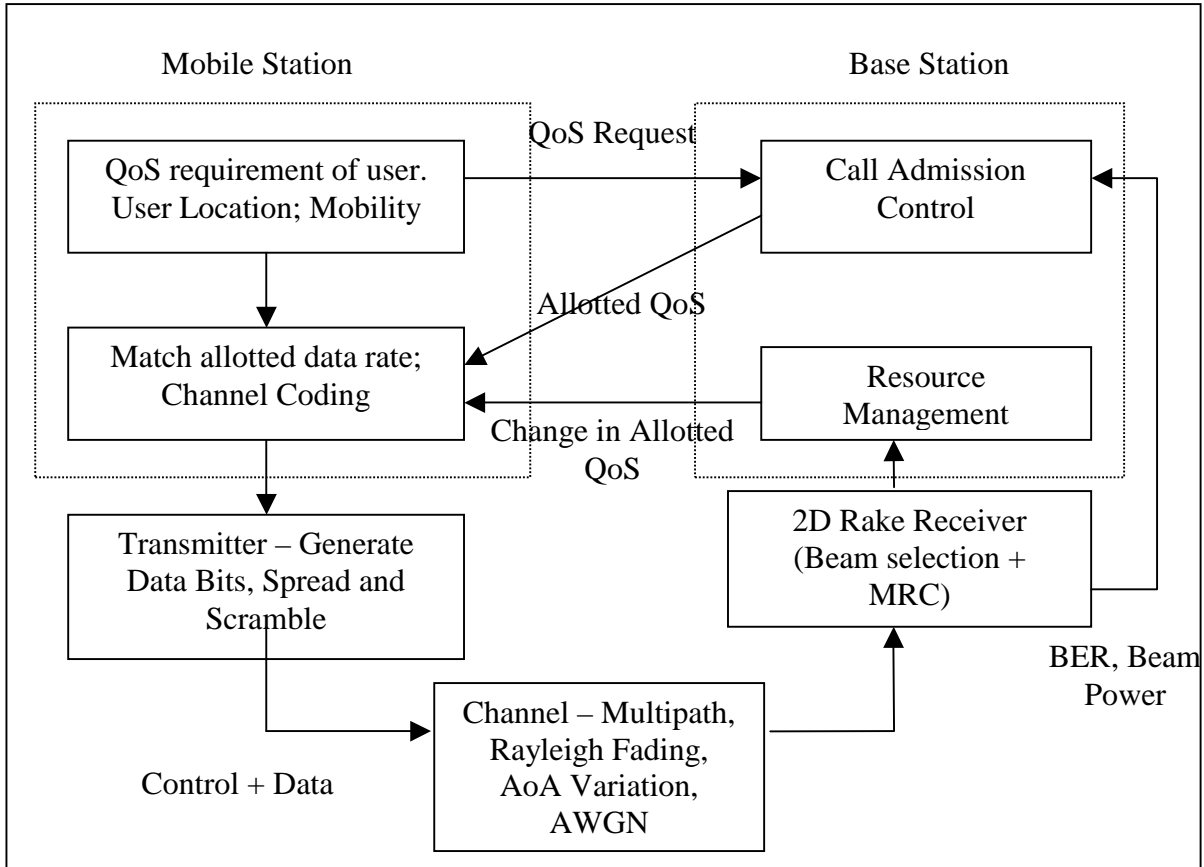 Mobile Station
Base Station
QoS Request
QoS requirement of user.
User Location; Mobility
Call Admission
Control
Allotted QoS
Match allotted data rate;
Channel Coding
Resource
Management
Change in Allotted
QoS
Transmitter – Generate
Data Bits, Spread and
Scramble
2D Rake Receiver
(Beam selection +
MRC)
BER, Beam
Power
Channel – Multipath,
Rayleigh Fading,
AoA Variation,
AWGN
Control + Data